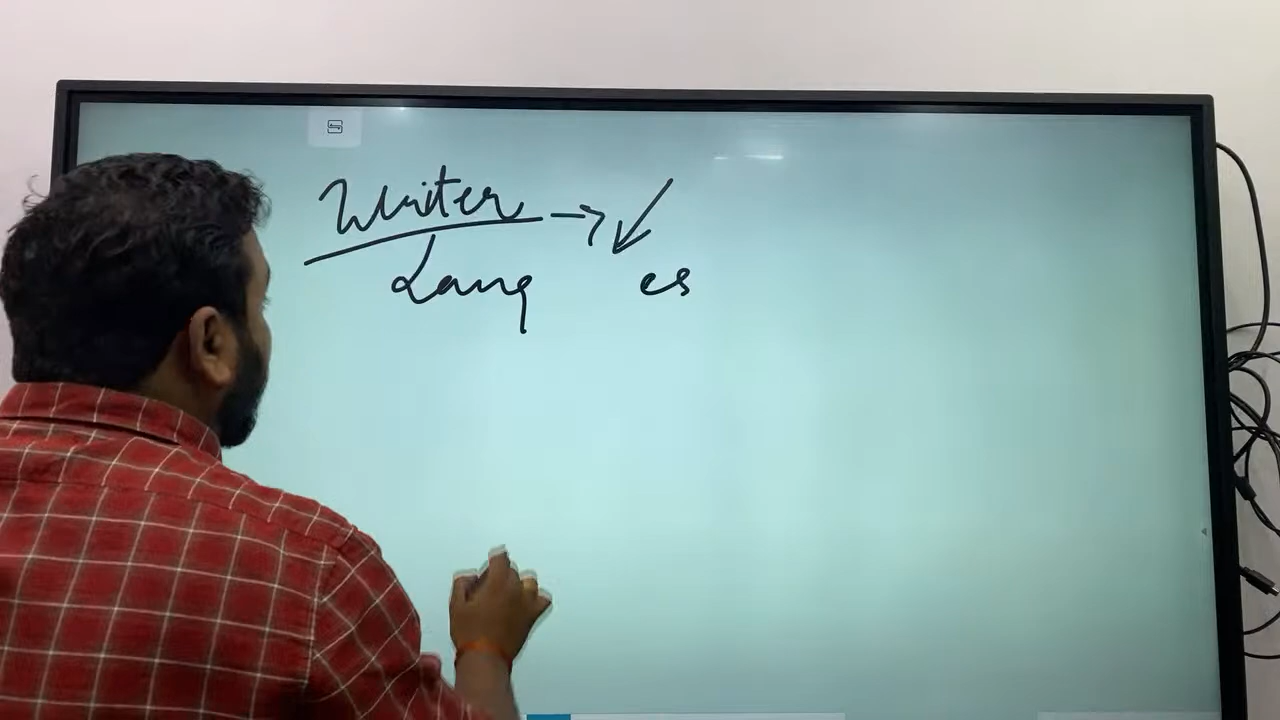 Writer →
Lang es